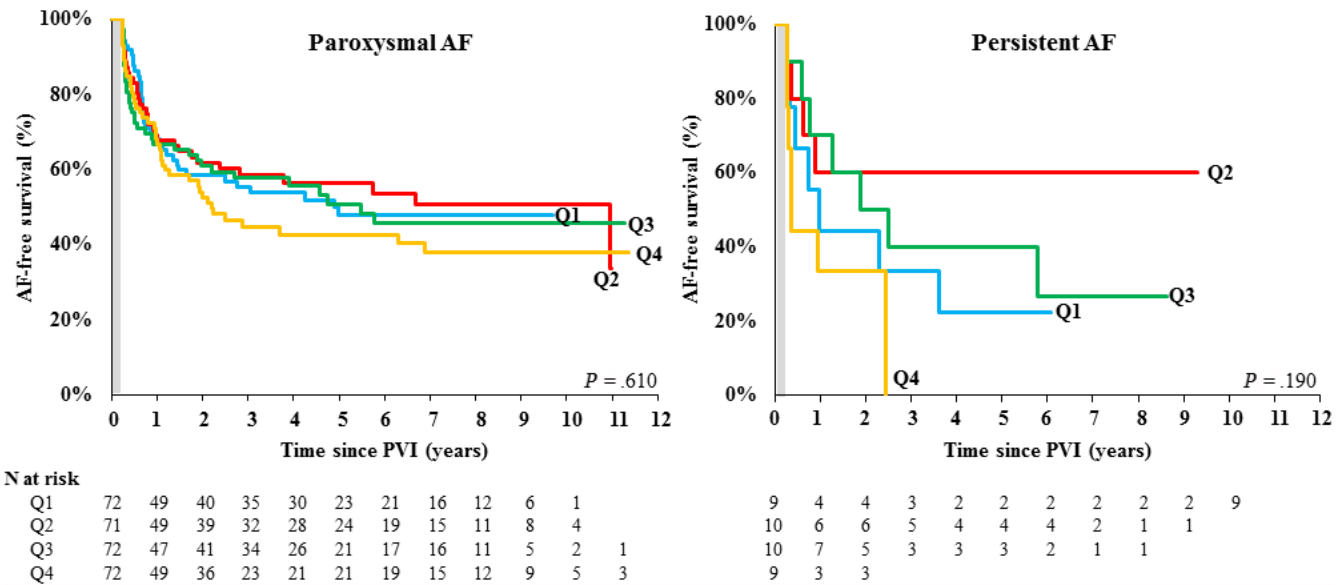 Paroxysmal AF
AF-free survival (%)
100%
80%
60%
40%
20%
0%
Q1
Q3
Q4
Q2
P = .610
0 1 2 3 4 5 6 7 8 9 10 11 12
Time since PVI (years)
Persistent AF
AF-free survival (%)
100%
80%
60%
40%
20%
0%
Q2
Q3
Q1
Q4
P = .190
0 1 2 3 4 5 6 7 8 9 10 11 12
Time since PVI (years)
N at risk
Q1 72 49 40 35 30 23 21 16 12 6 1 9 4 4 3 2 2 2 2 2 2 9
Q2 71 49 39 32 28 24 19 15 11 8 4 10 6 6 5 4 4 4 2 1 1
Q3 72 47 41 34 26 21 17 16 11 5 2 1 10 7 5 3 3 3 2 1 1
Q4 72 49 36 23 21 21 19 15 12 9 5 3 9 3 3